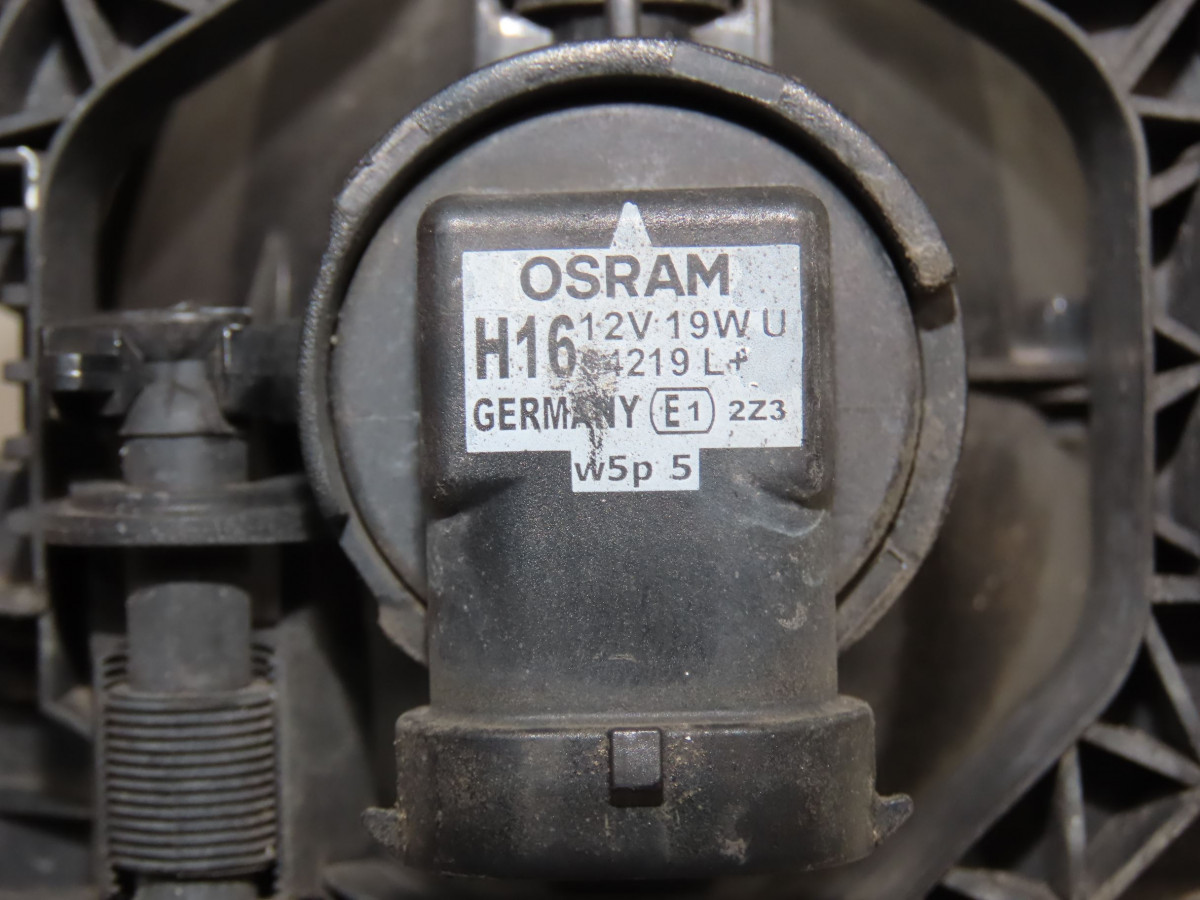 OSRAM
H16 12V 19W U
4219 L+
GERMANY E1 2Z3
w5p 5